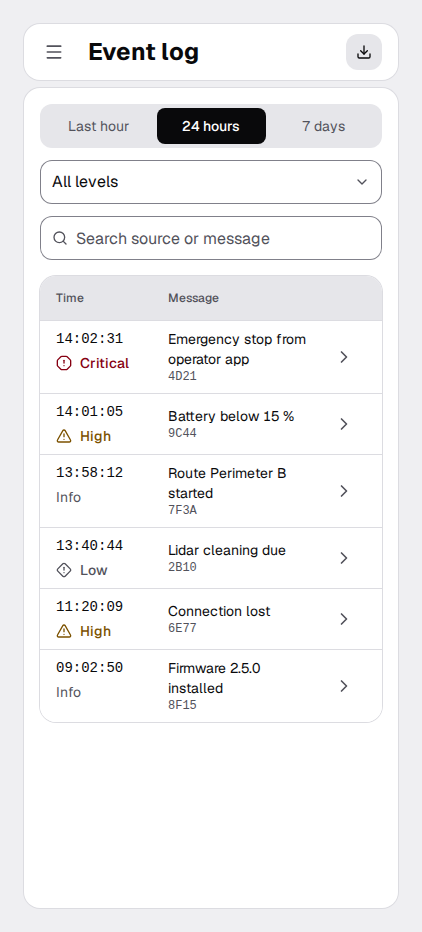 Event log
Last hour 24 hours 7 days
All levels
Search source or message
Time Message
14:02:31 Emergency stop from
operator app
Critical 4D21
14:01:05 Battery below 15 %
High 9C44
13:58:12 Route Perimeter B
started
Info 7F3A
13:40:44 Lidar cleaning due
Low 2B10
11:20:09 Connection lost
High 6E77
09:02:50 Firmware 2.5.0
installed
Info 8F15